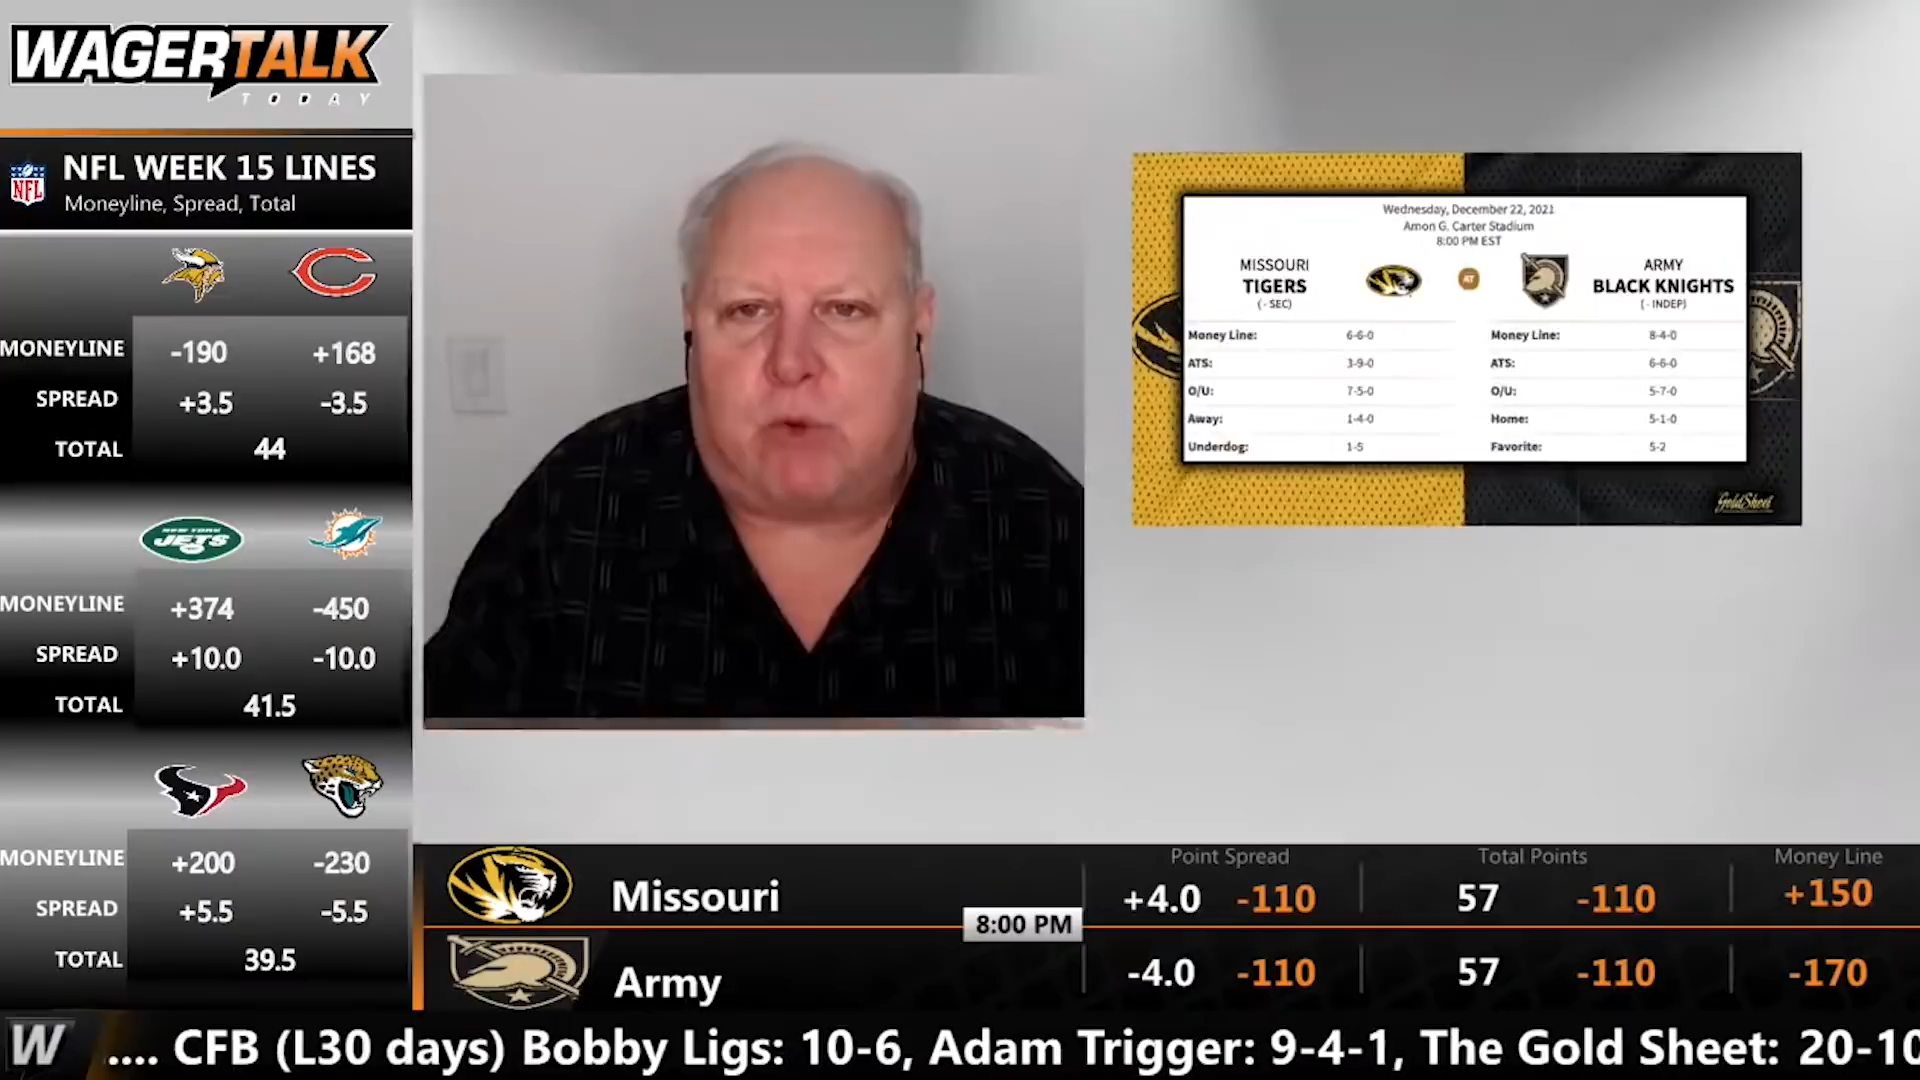 WAGERTALK
TODAY
NFL
NFL WEEK 15 LINES
Moneyline, Spread, Total
MONEYLINE -190 +168
SPREAD +3.5 -3.5
TOTAL 44
NEW YORK
JETS
MONEYLINE +374 -450
SPREAD +10.0 -10.0
TOTAL 41.5
MONEYLINE +200 -230
SPREAD +5.5 -5.5
TOTAL 39.5
Wednesday, December 22, 2021
Amon G. Carter Stadium
8:00 PM EST
MISSOURI
TIGERS
(- SEC)
AT
ARMY
BLACK KNIGHTS
(- INDEP)
Money Line: 6-6-0 Money Line: 8-4-0
ATS: 3-9-0 ATS: 6-6-0
O/U: 7-5-0 O/U: 5-7-0
Away: 1-4-0 Home: 5-1-0
Underdog: 1-5 Favorite: 5-2
GoldSheet
Point Spread Total Points Money Line
Missouri +4.0 -110 57 -110 +150
8:00 PM
Army -4.0 -110 57 -110 -170
W .... CFB (L30 days) Bobby Ligs: 10-6, Adam Trigger: 9-4-1, The Gold Sheet: 20-10